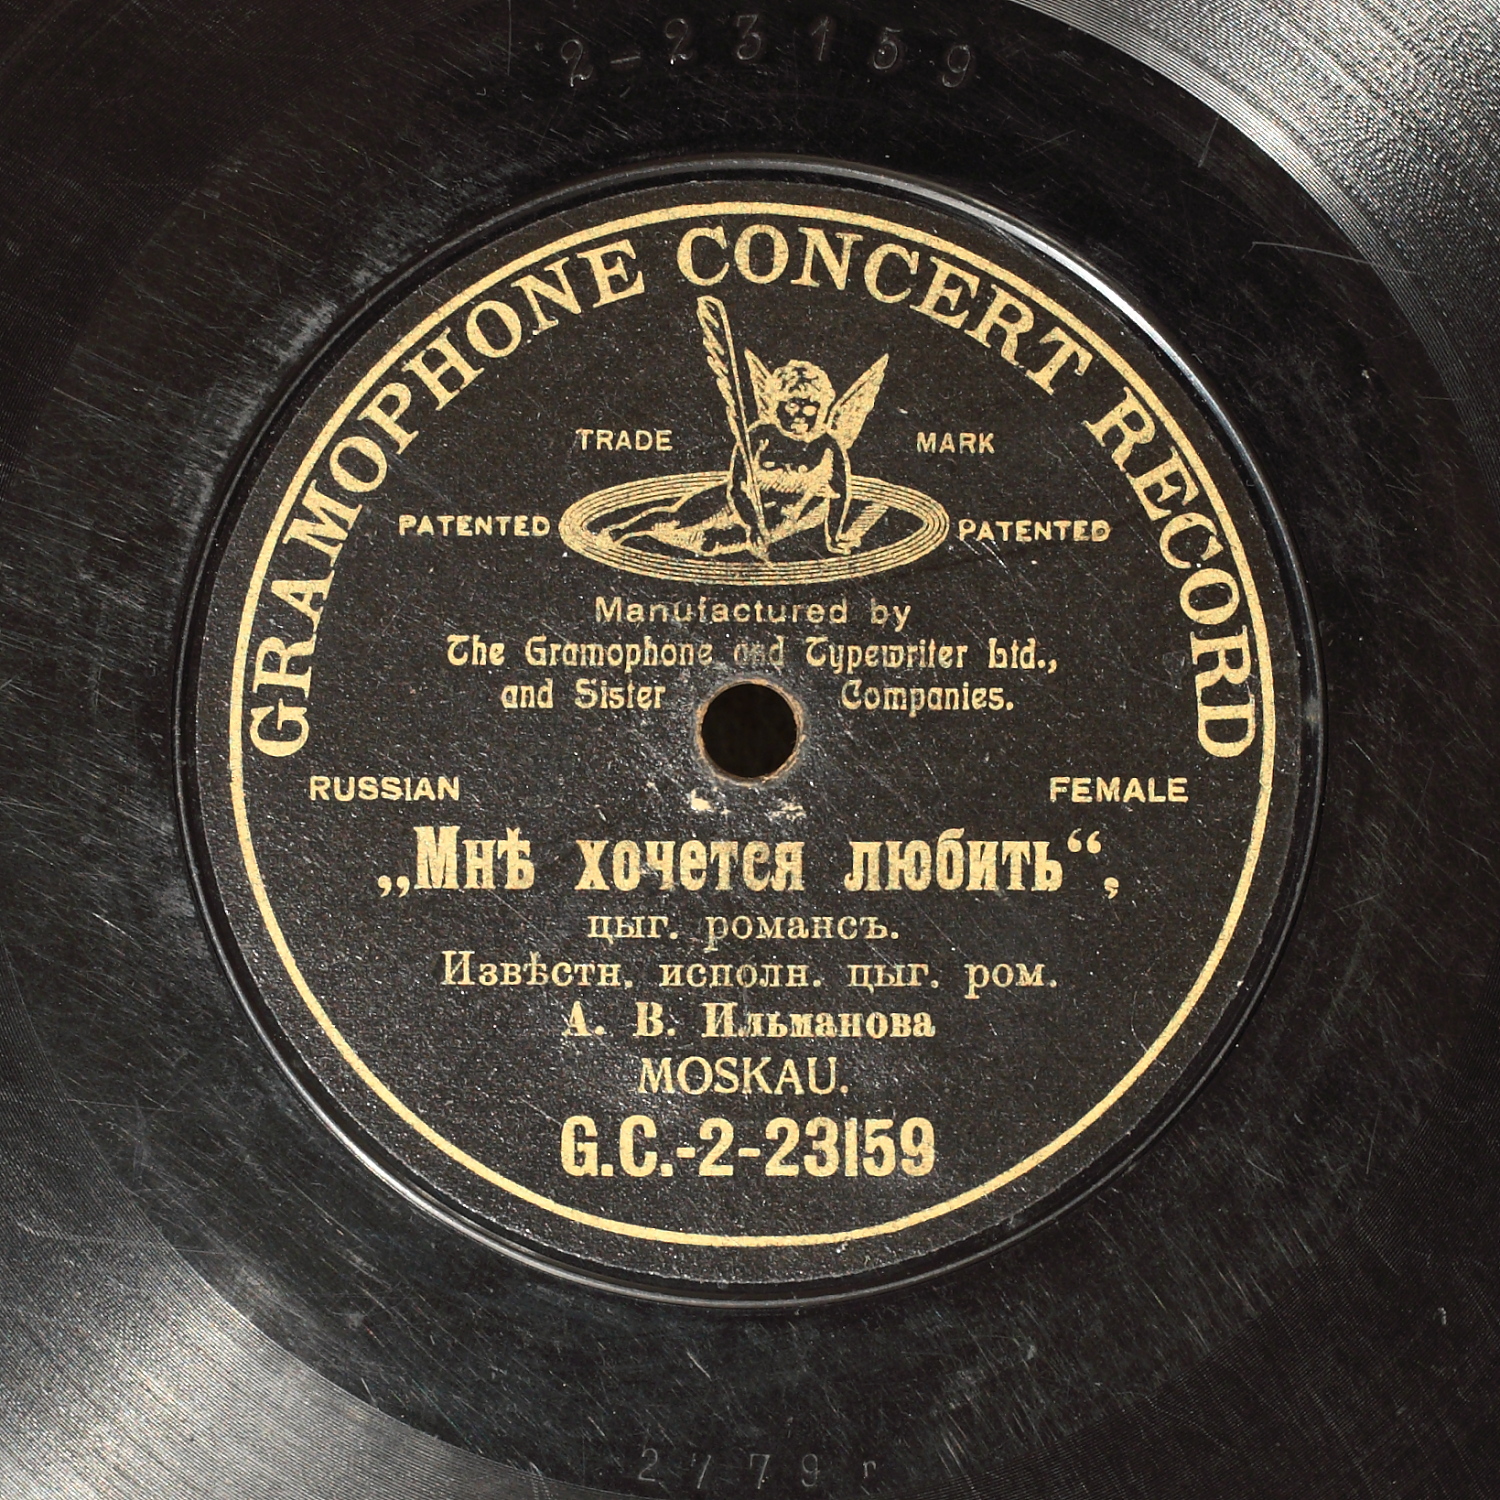 2-23159
GRAMOPHONE CONCERT RECORD
TRADE MARK
PATENTED PATENTED
Manufactured by
The Gramophone and Typewriter Ltd.,
and Sister Companies.
RUSSIAN FEMALE
„Мнѣ хочется любить“,
цыг. романсъ.
Извѣстн. исполн. цыг. ром.
А. В. Ильманова
MOSKAU.
G.C.-2-23159
2779r